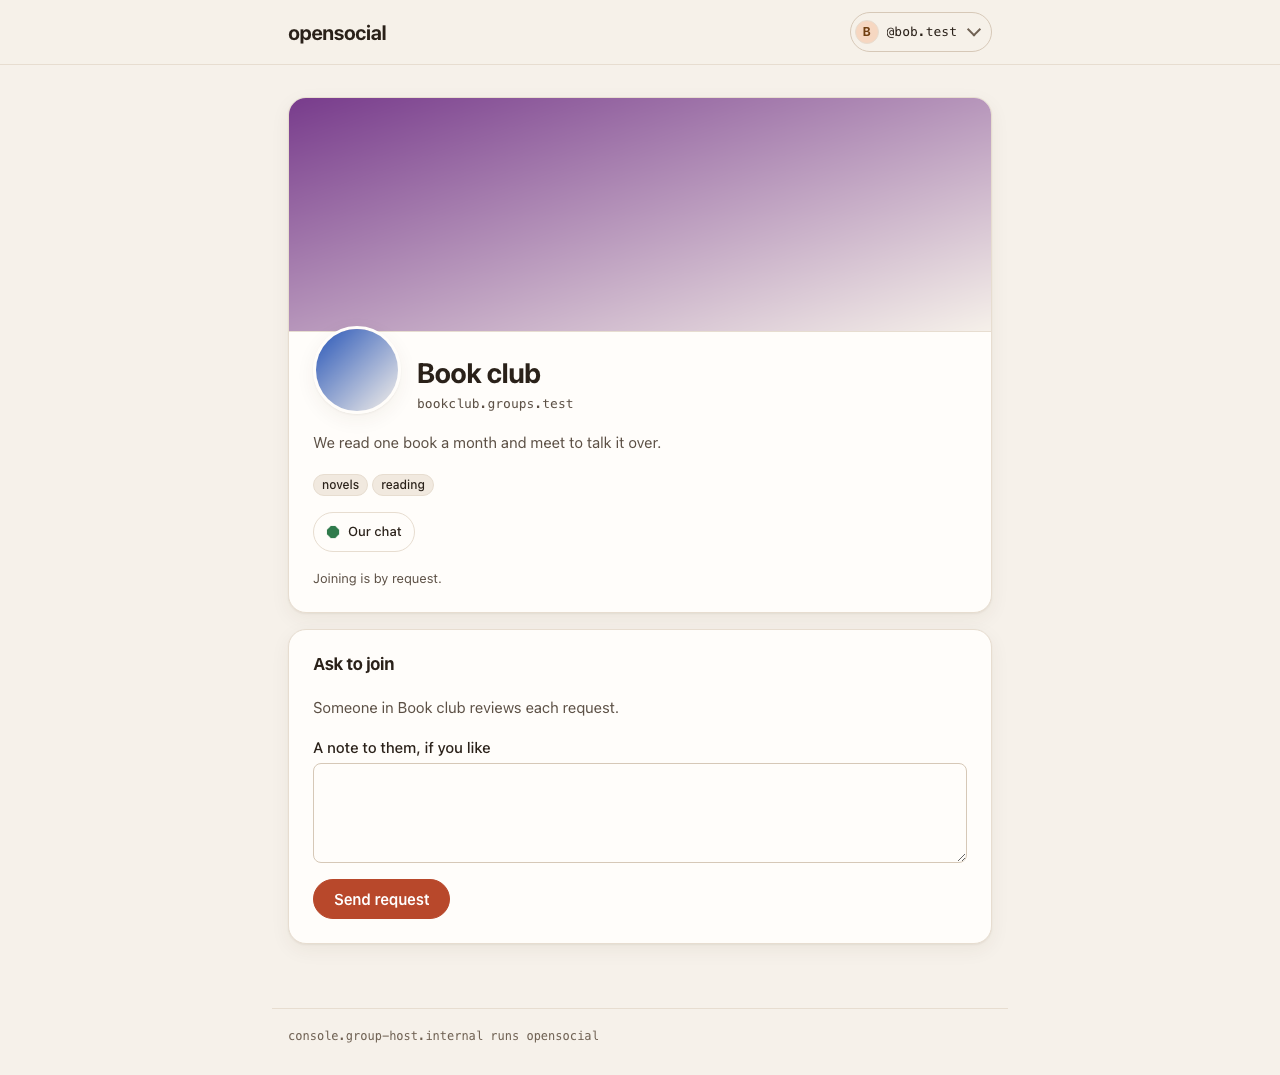 opensocial
B @bob.test
Book club
bookclub.groups.test
We read one book a month and meet to talk it over.
novels reading
Our chat
Joining is by request.
Ask to join
Someone in Book club reviews each request.
A note to them, if you like
Send request
console.group-host.internal runs opensocial